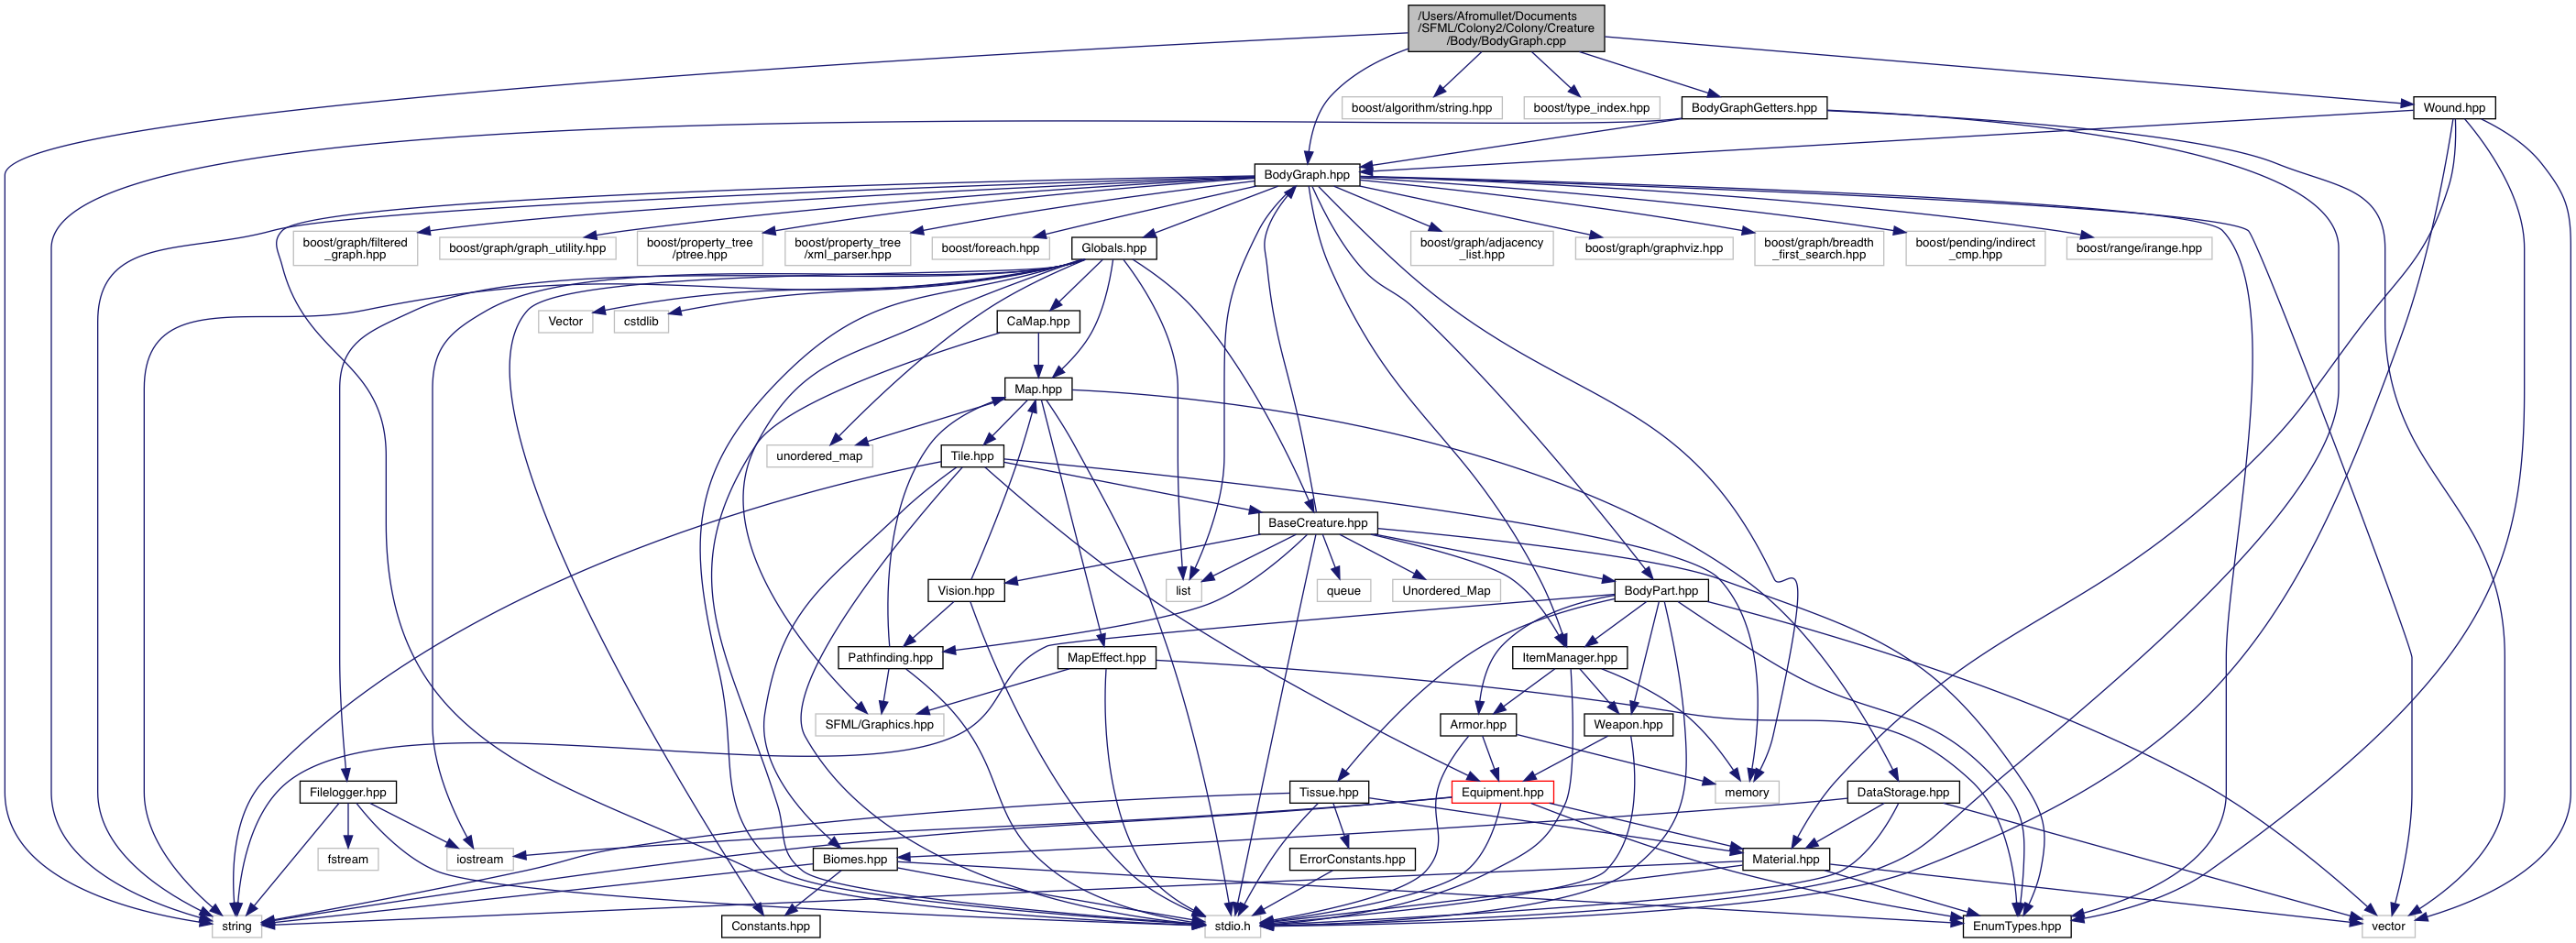 /Users/Afromullet/Documents
/SFML/Colony2/Colony/Creature
/Body/BodyGraph.cpp
boost/algorithm/string.hpp
boost/type_index.hpp
BodyGraphGetters.hpp
Wound.hpp
BodyGraph.hpp
boost/graph/filtered
_graph.hpp
boost/graph/graph_utility.hpp
boost/property_tree
/ptree.hpp
boost/property_tree
/xml_parser.hpp
boost/foreach.hpp
Globals.hpp
boost/graph/adjacency
_list.hpp
boost/graph/graphviz.hpp
boost/graph/breadth
_first_search.hpp
boost/pending/indirect
_cmp.hpp
boost/range/irange.hpp
Vector
cstdlib
CaMap.hpp
Map.hpp
unordered_map
Tile.hpp
BaseCreature.hpp
Vision.hpp
list
queue
Unordered_Map
BodyPart.hpp
Pathfinding.hpp
MapEffect.hpp
ItemManager.hpp
SFML/Graphics.hpp
Armor.hpp
Weapon.hpp
Filelogger.hpp
Tissue.hpp
Equipment.hpp
memory
DataStorage.hpp
fstream
iostream
Biomes.hpp
ErrorConstants.hpp
Material.hpp
string
Constants.hpp
stdio.h
EnumTypes.hpp
vector